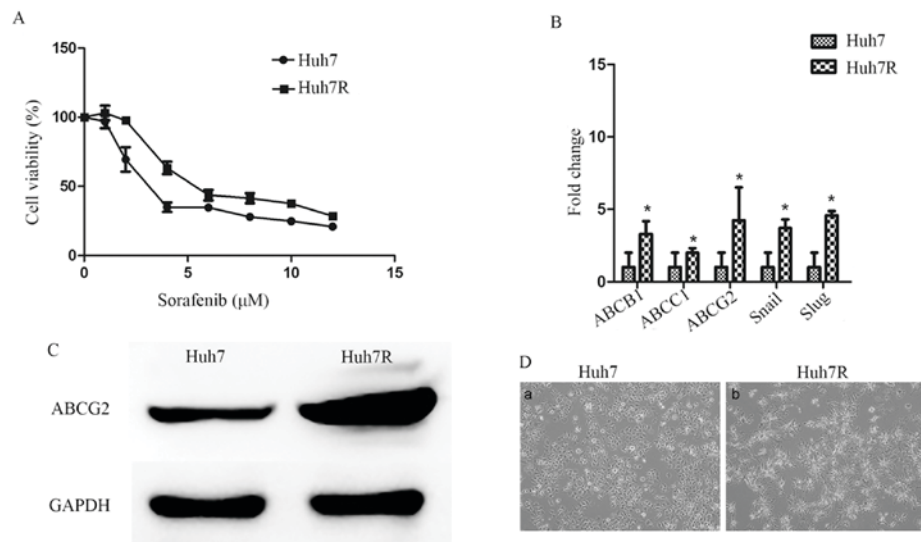 A
150
100
50
0
Cell viability (%)
0 5 10 15
Sorafenib (μM)
Huh7
Huh7R
B
Huh7
Huh7R
15
10
5
0
Fold change
* * * * *
ABCB1 ABCC1 ABCG2 Snail Slug
C
Huh7 Huh7R
ABCG2
GAPDH
D
Huh7 Huh7R
a b